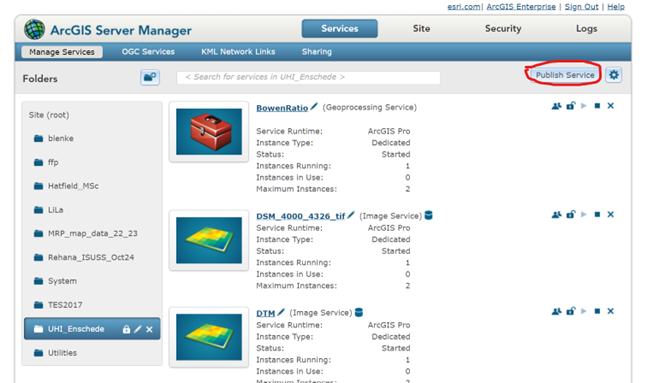 esri.com| ArcGIS Enterprise | Sign Out | Help
ArcGIS Server Manager
Services Site Security Logs
Manage Services OGC Services KML Network Links Sharing
Folders
< Search for services in UHI_Enschede >
Publish Service
Site (root)
blenke
ffp
Hatfield_MSc
LiLa
MRP_map_data_22_23
Rehana_ISUSS_Oct24
System
TES2017
UHI_Enschede
Utilities
BowenRatio (Geoprocessing Service)
Service Runtime: ArcGIS Pro
Instance Type: Dedicated
Status: Started
Instances Running: 1
Instances in Use: 0
Maximum Instances: 2
DSM_4000_4326_tif (Image Service)
Service Runtime: ArcGIS Pro
Instance Type: Dedicated
Status: Started
Instances Running: 1
Instances in Use: 0
Maximum Instances: 2
DTM (Image Service)
Service Runtime: ArcGIS Pro
Instance Type: Dedicated
Status: Started
Instances Running: 1
Instances in Use: 0
Maximum Instances: 2